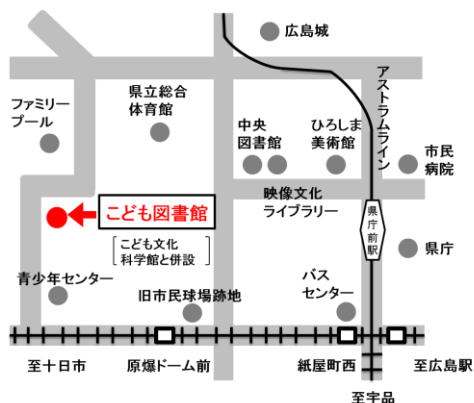 広島城
アストラムライン
ファミリー
プール
県立総合
体育館
中央
図書館
ひろしま
美術館
市民
病院
映像文化
ライブラリー
こども図書館
こども文化
科学館と併設
県庁前駅
県庁
青少年センター
旧市民球場跡地
バス
センター
至十日市
原爆ドーム前
紙屋町西
至広島駅
至宇品